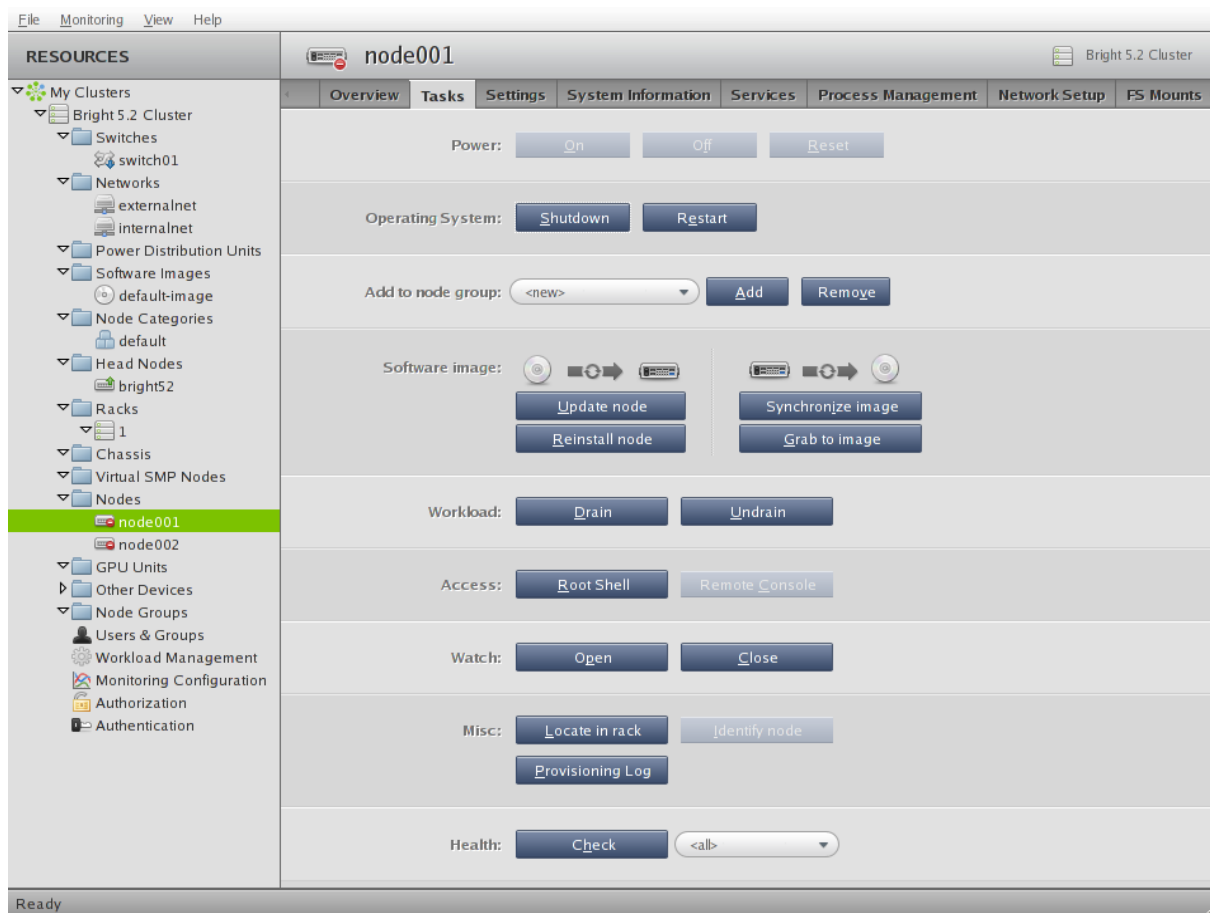 File Monitoring View Help
RESOURCES
node001
Bright 5.2 Cluster
My Clusters
Bright 5.2 Cluster
Switches
switch01
Networks
externalnet
internalnet
Power Distribution Units
Software Images
default-image
Node Categories
default
Head Nodes
bright52
Racks
1
Chassis
Virtual SMP Nodes
Nodes
node001
node002
GPU Units
Other Devices
Node Groups
Users & Groups
Workload Management
Monitoring Configuration
Authorization
Authentication
Overview Tasks Settings System Information Services Process Management Network Setup FS Mounts
Power: On Off Reset
Operating System: Shutdown Restart
Add to node group: <new> Add Remove
Software image:
Update node Synchronize image
Reinstall node Grab to image
Workload: Drain Undrain
Access: Root Shell Remote Console
Watch: Open Close
Misc: Locate in rack Identify node
Provisioning Log
Health: Check <all>
Ready